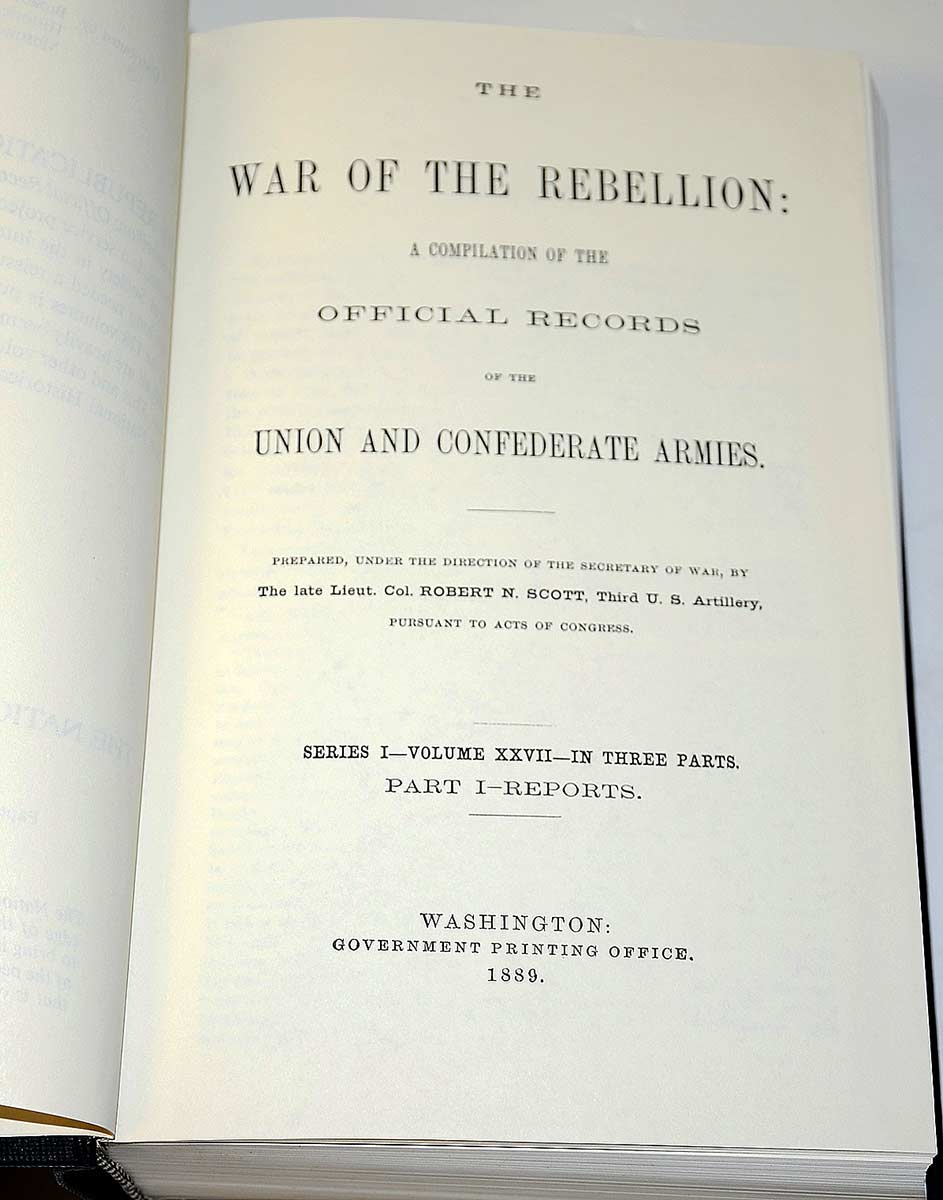 THE
WAR OF THE REBELLION:
A COMPILATION OF THE
OFFICIAL RECORDS
OF THE
UNION AND CONFEDERATE ARMIES.
PREPARED, UNDER THE DIRECTION OF THE SECRETARY OF WAR, BY
The late Lieut. Col. ROBERT N. SCOTT, Third U. S. Artillery,
PURSUANT TO ACTS OF CONGRESS.
SERIES I—VOLUME XXVII—IN THREE PARTS.
PART I—REPORTS.
WASHINGTON:
GOVERNMENT PRINTING OFFICE.
1889.